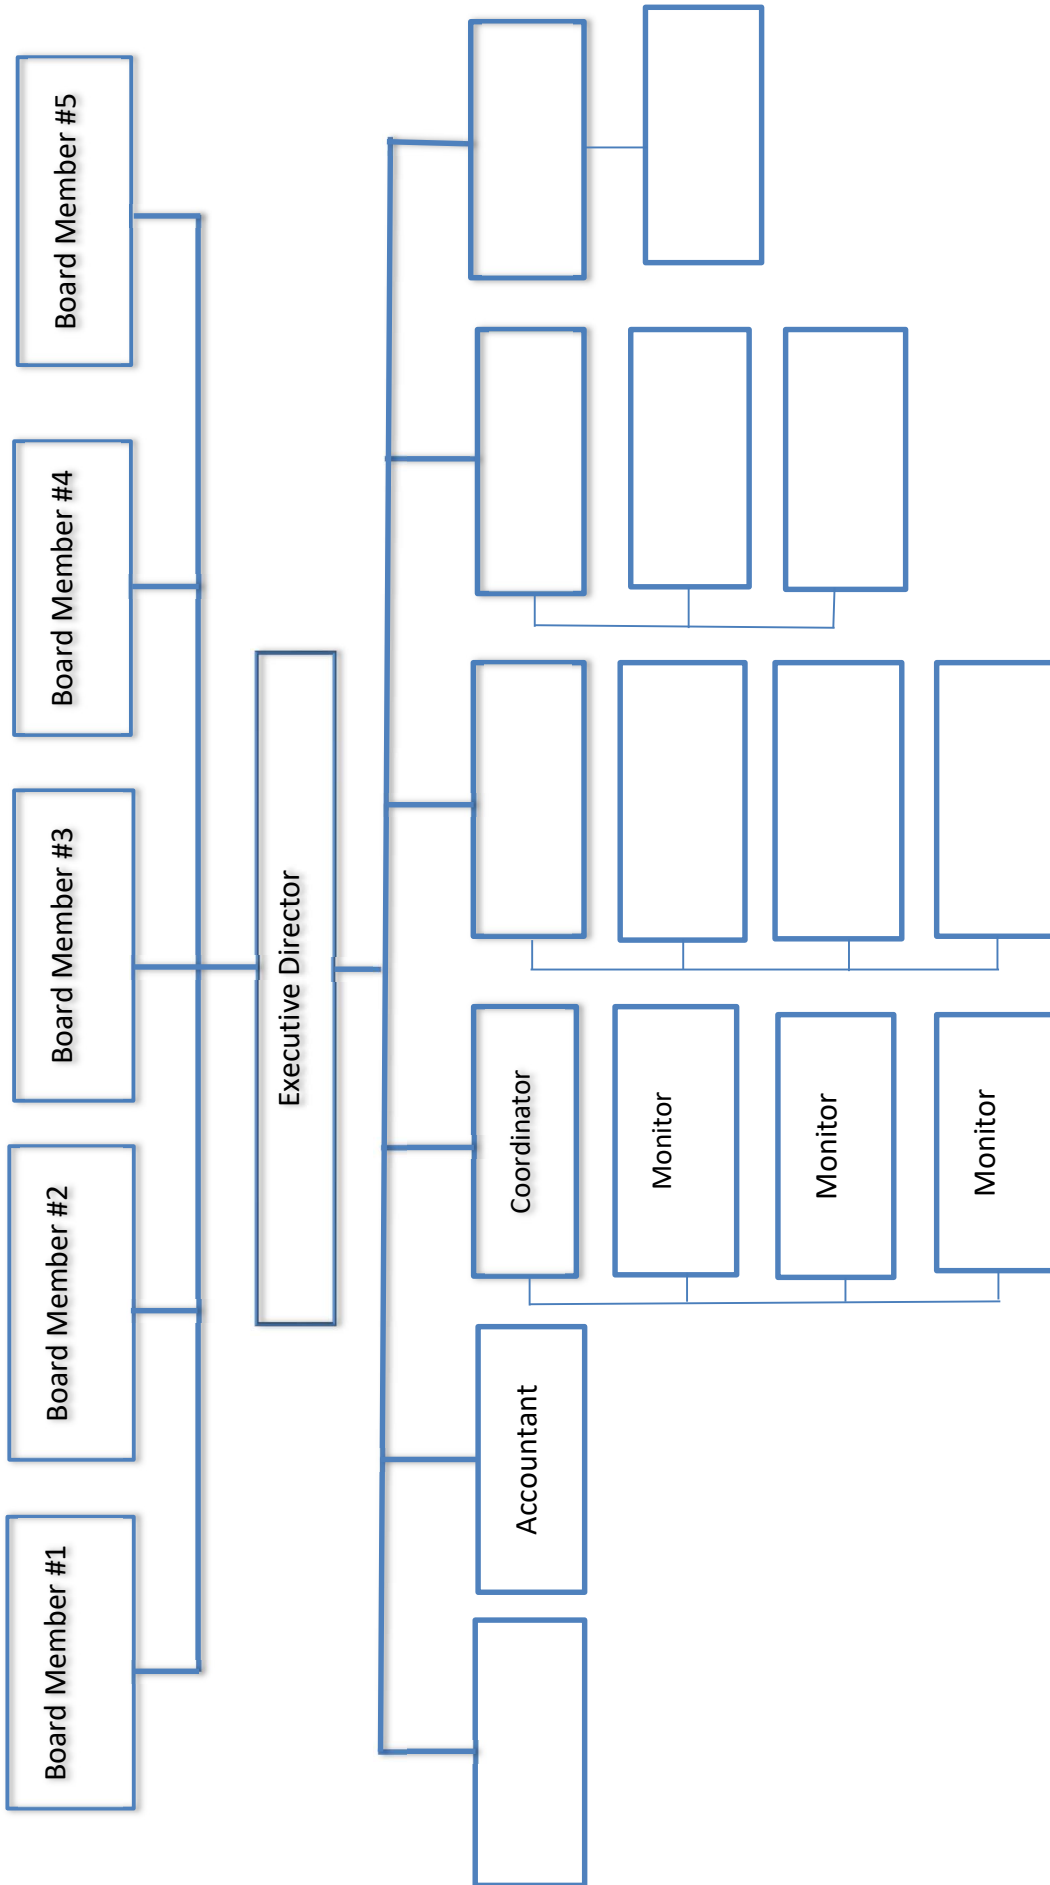 Board Member #1
Board Member #2
Board Member #3
Board Member #4
Board Member #5
Executive Director
Accountant
Coordinator
Monitor
Monitor
Monitor